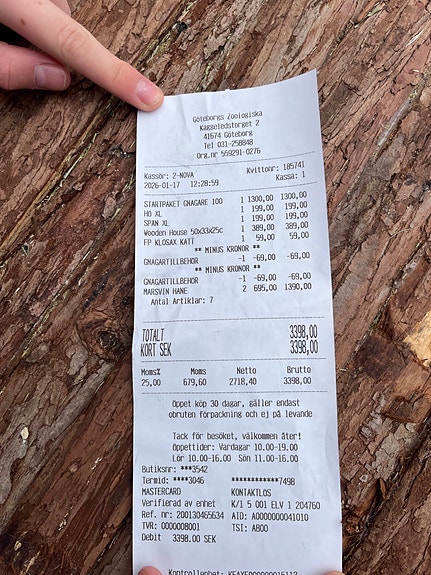 Göteborgs Zoologiska
Kaggeledstorget 2
41674 Göteborg
Tel 031-258848
Org.nr 559291-0276
Kassör: 2-NOVA Kvittonr: 185741
2026-01-17 12:28:59 Kassa: 1
STARTPAKET GNAGARE 100 1 1300,00 1300,00
HÖ XL 1 199,00 199,00
SPAN XL 1 199,00 199,00
Wooden House 50x33x25c 1 389,00 389,00
FP KLOSAX KATT 1 59,00 59,00
** MINUS KRONOR **
GNAGARTILLBEHÖR -1 -69,00 -69,00
** MINUS KRONOR **
GNAGARTILLBEHÖR -1 -69,00 -69,00
MARSVIN HANE 2 695,00 1390,00
Antal Artiklar: 7
TOTALT 3398,00
KORT SEK 3398,00
Moms% Moms Netto Brutto
25,00 679,60 2718,40 3398,00
Öppet köp 30 dagar, gäller endast
obruten förpackning och ej på levande
Tack för besöket, välkommen åter!
Öppettider: Vardagar 10.00-19.00
Lör 10.00-16.00 Sön 11.00-16.00
Butiksnr: ***3542
Termid: ****3046 ************7498
MASTERCARD KONTAKTLÖS
Verifierad av enhet K/1 5 001 ELV 1 204760
Ref. nr: 200130465634 AID: A0000000041010
TVR: 0000008001 TSI: A800
Debit 3398.00 SEK
Kontrollenhet: